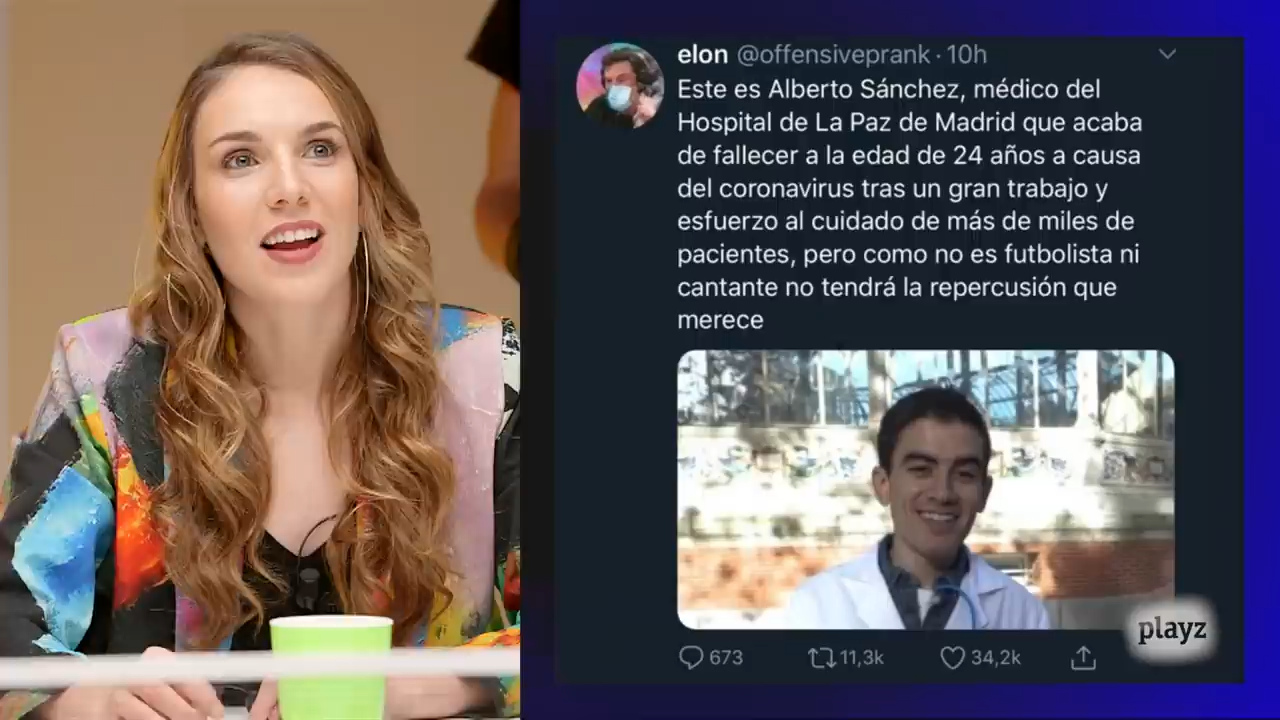 elon @offensiveprank · 10h
Este es Alberto Sánchez, médico del
Hospital de La Paz de Madrid que acaba
de fallecer a la edad de 24 años a causa
del coronavirus tras un gran trabajo y
esfuerzo al cuidado de más de miles de
pacientes, pero como no es futbolista ni
cantante no tendrá la repercusión que
merece
673 11,3k 34,2k
playz